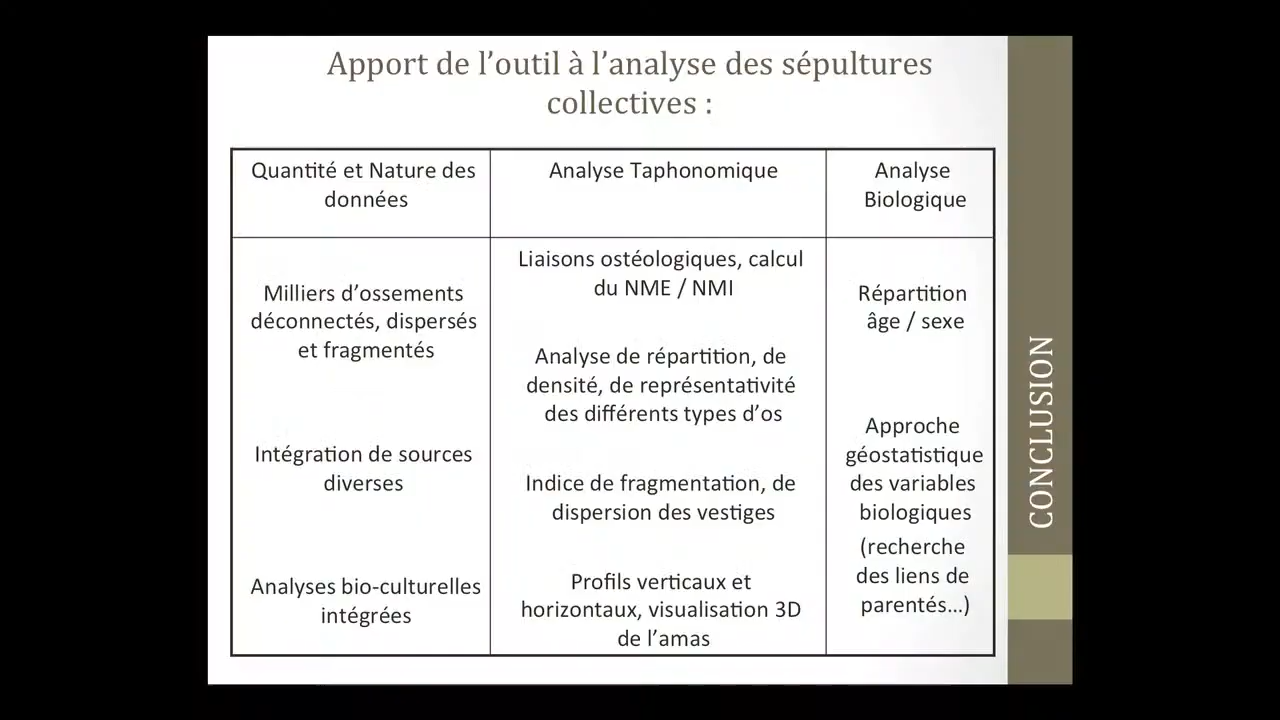 Apport de l’outil à l’analyse des sépultures
collectives :
Quantité et Nature des
données
Analyse Taphonomique
Analyse
Biologique
Milliers d’ossements
déconnectés, dispersés
et fragmentés
Intégration de sources
diverses
Analyses bio-culturelles
intégrées
Liaisons ostéologiques, calcul
du NME / NMI
Analyse de répartition, de
densité, de représentativité
des différents types d’os
Indice de fragmentation, de
dispersion des vestiges
Profils verticaux et
horizontaux, visualisation 3D
de l’amas
Répartition
âge / sexe
Approche
géostatistique
des variables
biologiques
(recherche
des liens de
parentés…)
CONCLUSION